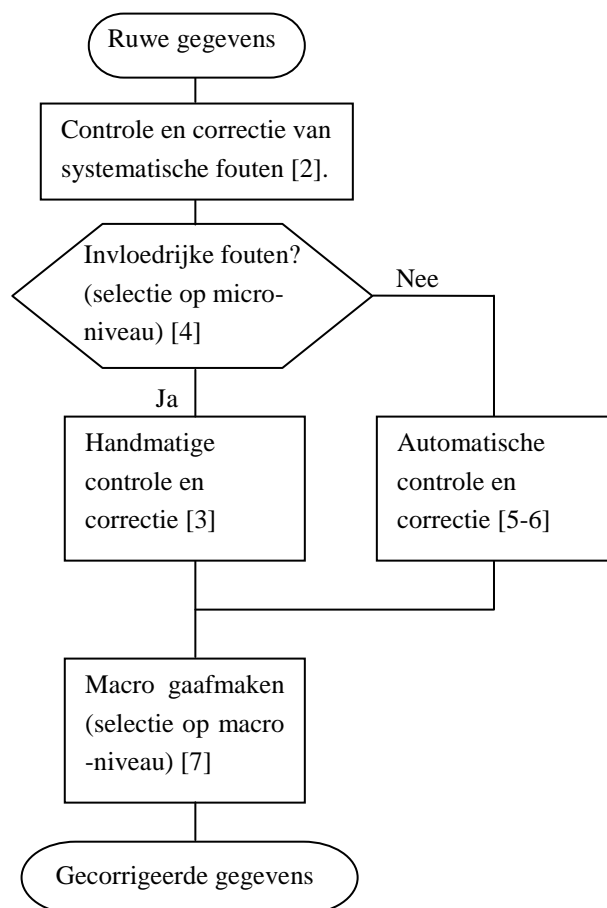 Ruwe gegevens
Controle en correctie van
systematische fouten [2].
Invloedrijke fouten?
(selectie op micro-
niveau) [4]
Nee
Ja
Handmatige
controle en
correctie [3]
Automatische
controle en
correctie [5-6]
Macro gaafmaken
(selectie op macro
-niveau) [7]
Gecorrigeerde gegevens